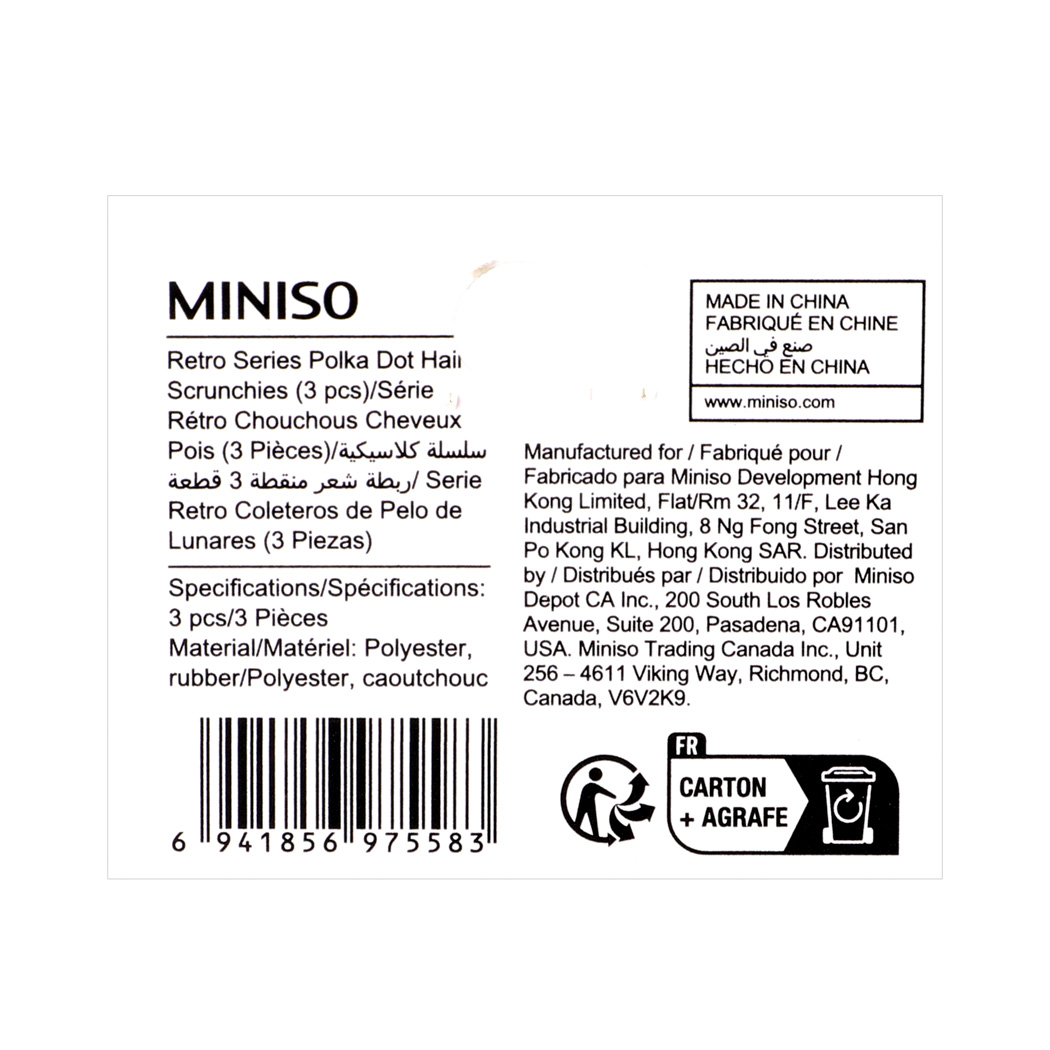 MINISO
Retro Series Polka Dot Hair
Scrunchies (3 pcs)/Série
Rétro Chouchous Cheveux
Pois (3 Pièces)/سلسلة كلاسيكية
ربطة شعر منقطة 3 قطعة/ Serie
Retro Coleteros de Pelo de
Lunares (3 Piezas)
Specifications/Spécifications:
3 pcs/3 Pièces
Material/Matériel: Polyester,
rubber/Polyester, caoutchouc
6 941856 975583
MADE IN CHINA
FABRIQUÉ EN CHINE
صنع في الصين
HECHO EN CHINA
www.miniso.com
Manufactured for / Fabriqué pour /
Fabricado para Miniso Development Hong
Kong Limited, Flat/Rm 32, 11/F, Lee Ka
Industrial Building, 8 Ng Fong Street, San
Po Kong KL, Hong Kong SAR. Distributed
by / Distribués par / Distribuido por Miniso
Depot CA Inc., 200 South Los Robles
Avenue, Suite 200, Pasadena, CA91101,
USA. Miniso Trading Canada Inc., Unit
256 – 4611 Viking Way, Richmond, BC,
Canada, V6V2K9.
FR
CARTON
+ AGRAFE